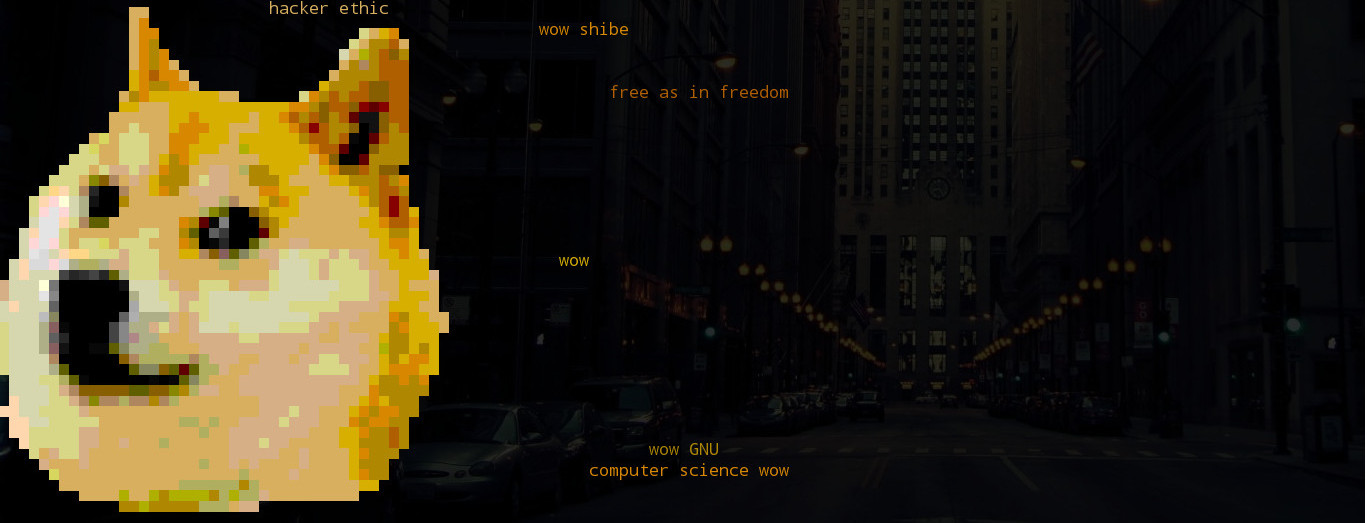 hacker ethic
wow shibe
free as in freedom
wow
wow GNU
computer science wow